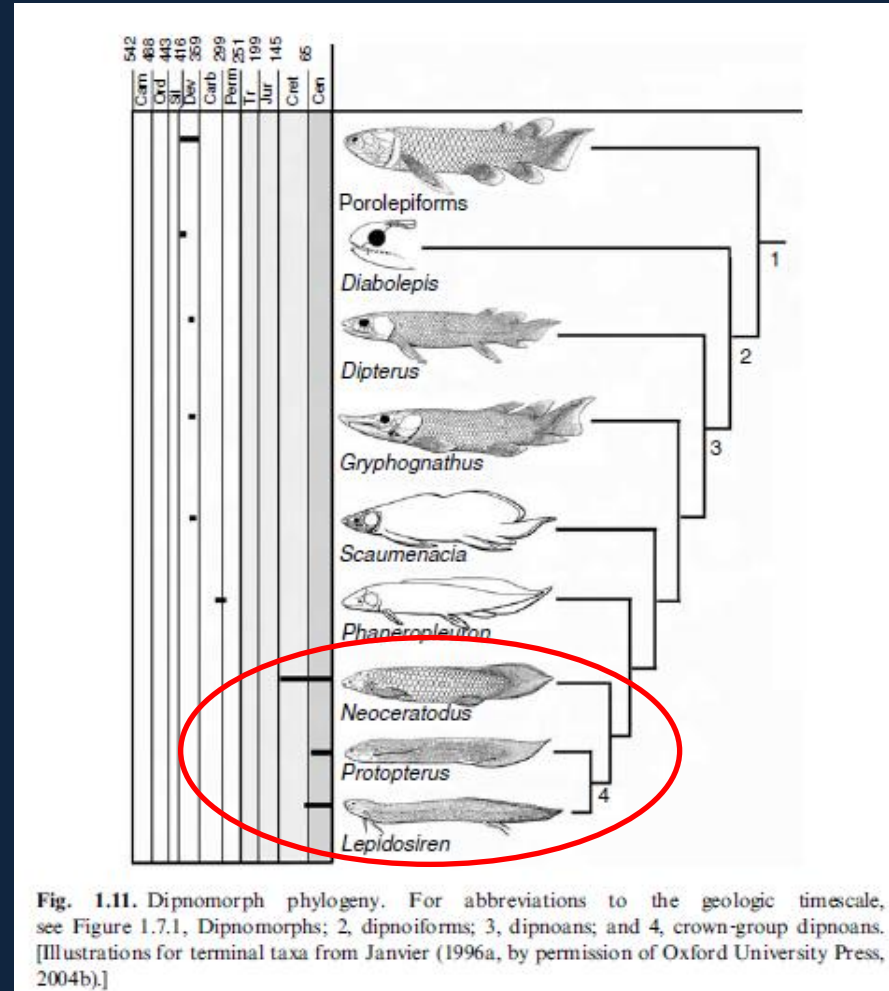 542
488
443
416
359
299
251
199
145
65
Cam
Ord
Sil
Dev
Carb
Perm
Tr
Jur
Cret
Cen
Porolepiforms
1
Diabolepis
2
Dipterus
3
Gryphognathus
Scaumenacia
Phaneropleuron
Neoceratodus
Protopterus
4
Lepidosiren
Fig. 1.11. Dipnomorph phylogeny. For abbreviations to the geologic timescale,
see Figure 1.7.1, Dipnomorphs; 2, dipnoiforms; 3, dipnoans; and 4, crown-group dipnoans.
[Illustrations for terminal taxa from Janvier (1996a, by permission of Oxford University Press,
2004b).]